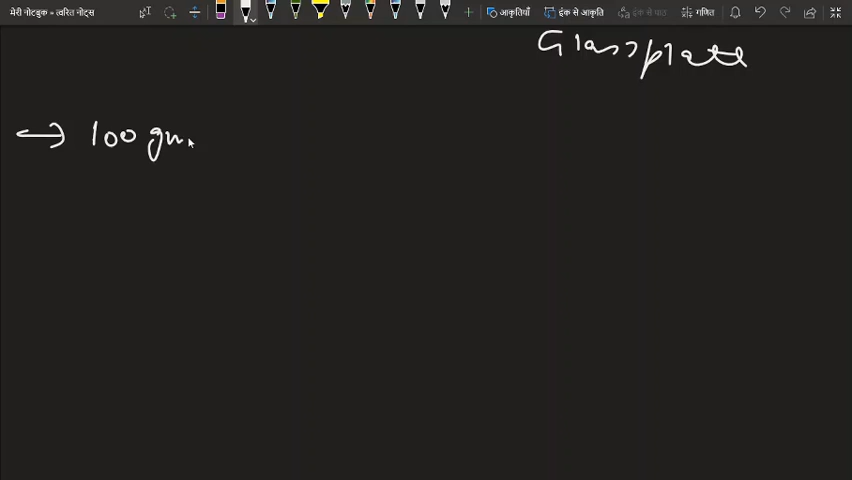 मेरी नोटबुक » त्वरित नोट्स
आकृतियाँ
इंक से आकृति
इंक से पाठ
गणित
Glassplate
→ 100 gm